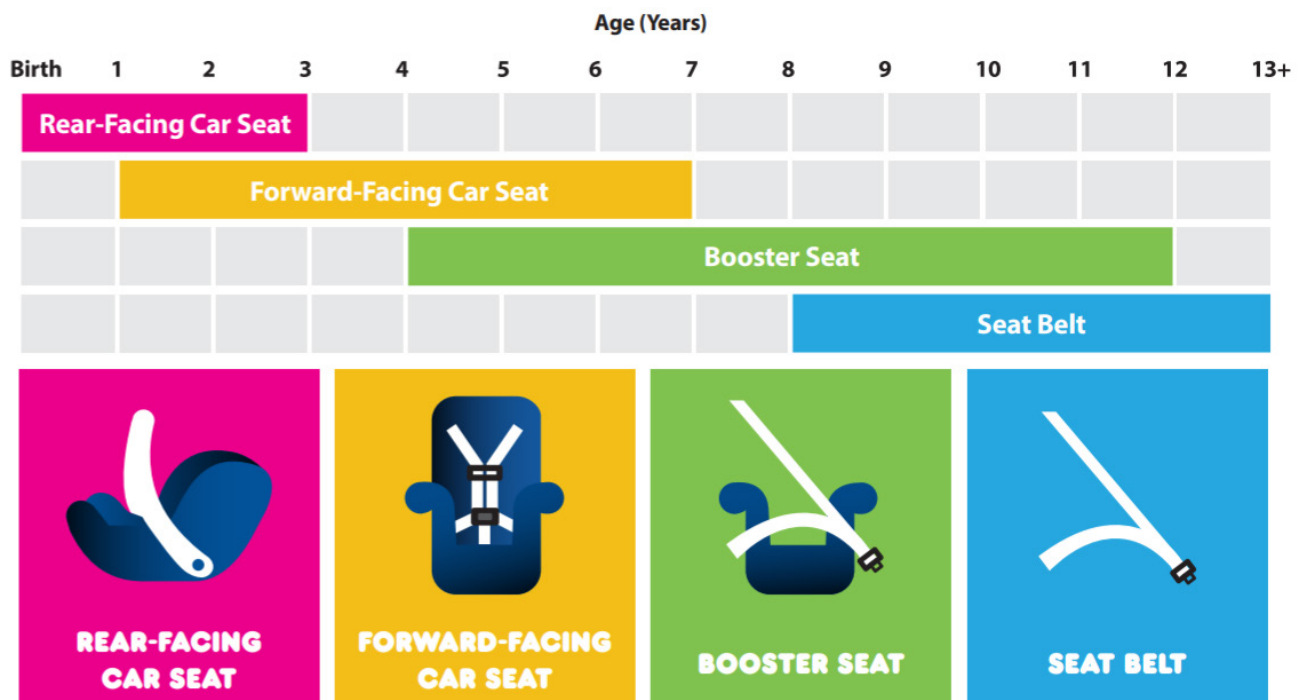 Age (Years)
Birth 1 2 3 4 5 6 7 8 9 10 11 12 13+
Rear-Facing Car Seat
Forward-Facing Car Seat
Booster Seat
Seat Belt
REAR-FACING
CAR SEAT
FORWARD-FACING
CAR SEAT
BOOSTER SEAT
SEAT BELT